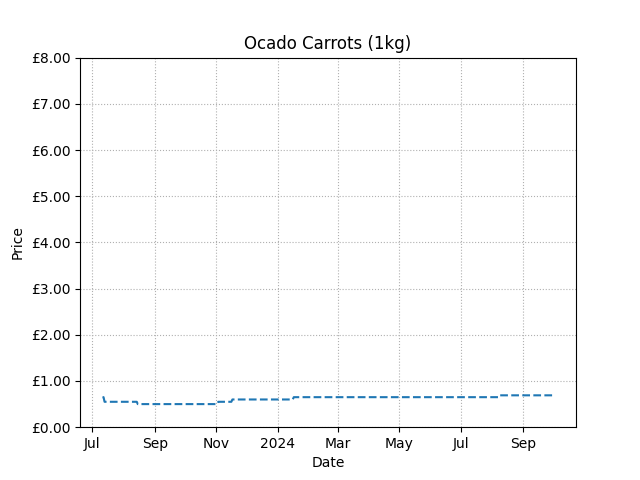 Ocado Carrots (1kg)
£8.00
£7.00
£6.00
£5.00
£4.00
£3.00
£2.00
£1.00
£0.00
Price
Jul Sep Nov 2024 Mar May Jul Sep
Date